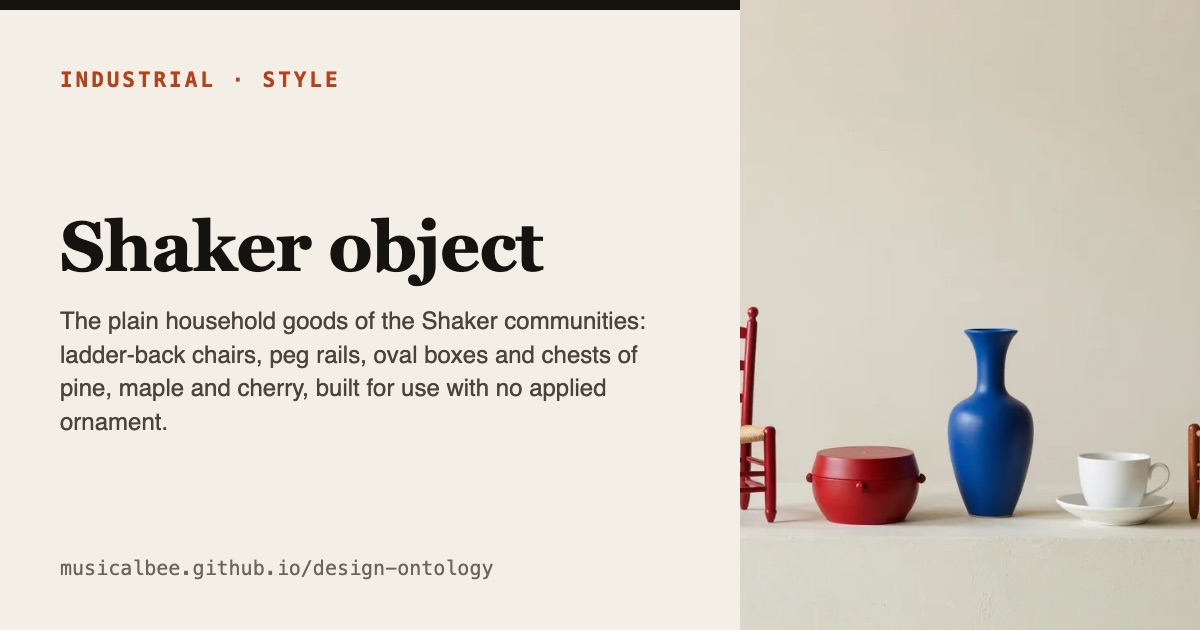 INDUSTRIAL · STYLE
Shaker object
The plain household goods of the Shaker communities:
ladder-back chairs, peg rails, oval boxes and chests of
pine, maple and cherry, built for use with no applied
ornament.
musicalbee.github.io/design-ontology